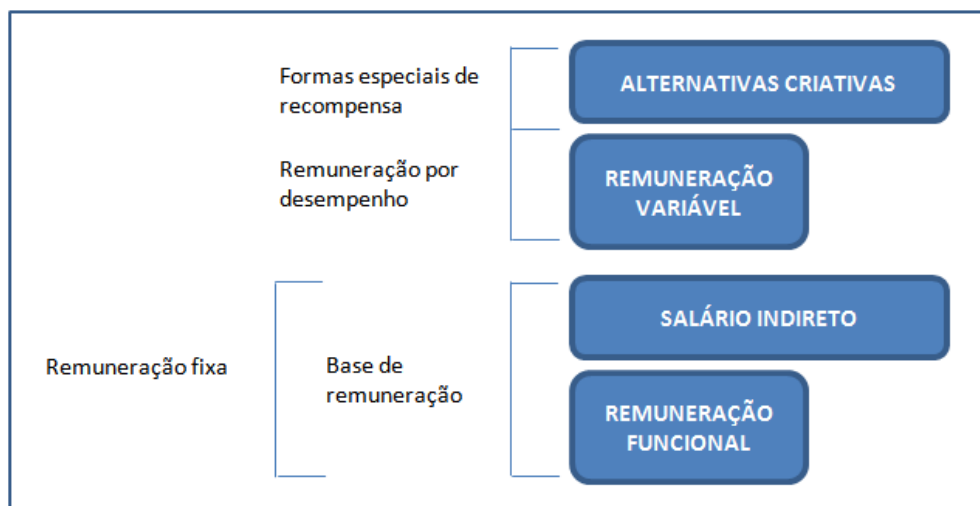 Formas especiais de
recompensa
ALTERNATIVAS CRIATIVAS
Remuneração por
desempenho
REMUNERAÇÃO
VARIÁVEL
Remuneração fixa
Base de
remuneração
SALÁRIO INDIRETO
REMUNERAÇÃO
FUNCIONAL